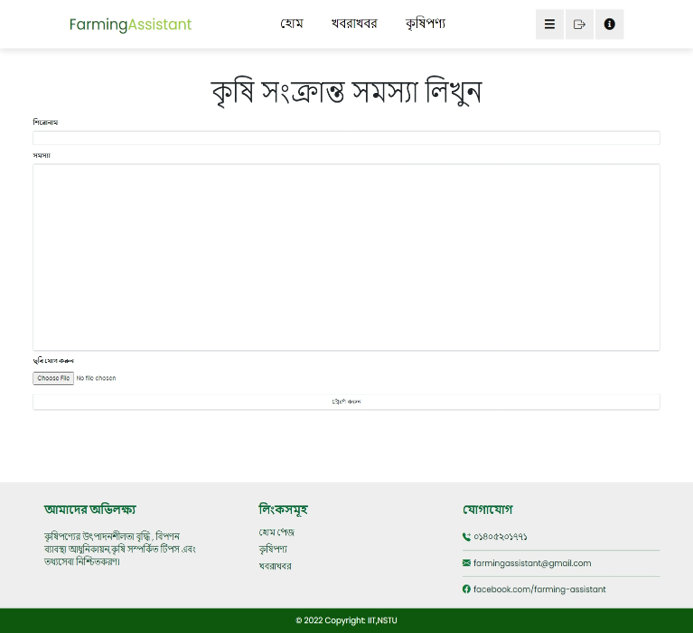 FarmingAssistant
হোম খবরাখবর কৃষিপণ্য
কৃষি সংক্রান্ত সমস্যা লিখুন
শিরোনাম
সমস্যা
ছবি যোগ করুন
Choose File No file chosen
আমাদের অভিলক্ষ্য
কৃষিপণ্যের উৎপাদনশীলতা বৃদ্ধি , বিপণন
ব্যবস্থা আধুনিকায়ন,কৃষি সম্পর্কিত টিপস এবং
তথ্যসেবা নিশ্চিতকরণ।
লিংকসমূহ
হোম পেজ
কৃষিপণ্য
খবরাখবর
যোগাযোগ
০১৪০৫২০১৭৭১
farmingassistant@gmail.com
facebook.com/farming-assistant
© 2022 Copyright: IIT,NSTU